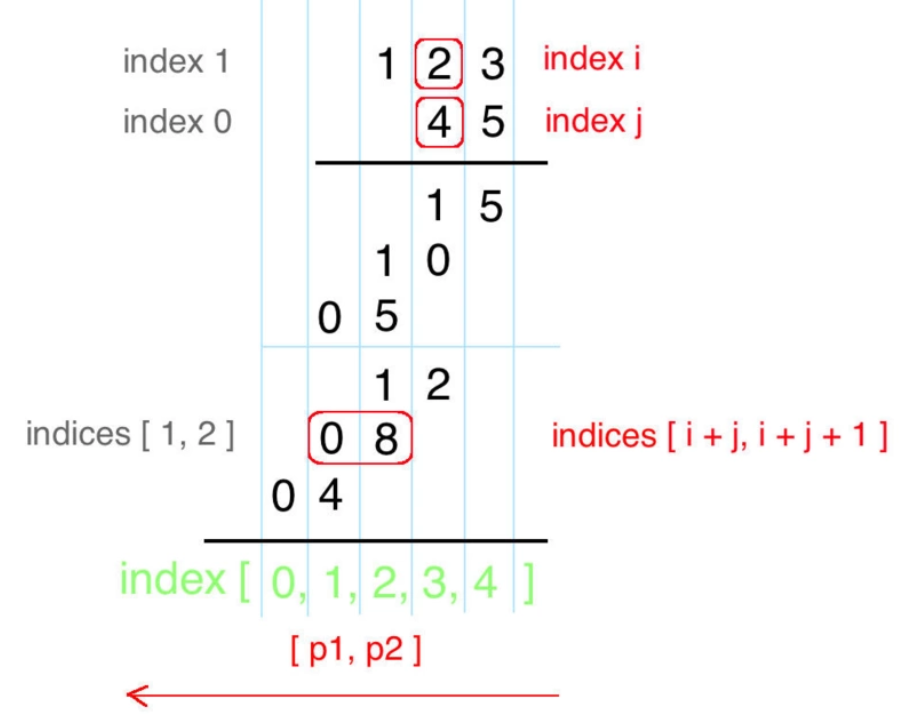 index 1 1 2 3 index i
index 0 4 5 index j
1 5
1 0
0 5
1 2
indices [ 1, 2 ] 0 8 indices [ i + j, i + j + 1 ]
0 4
index [ 0, 1, 2, 3, 4 ]
[ p1, p2 ]